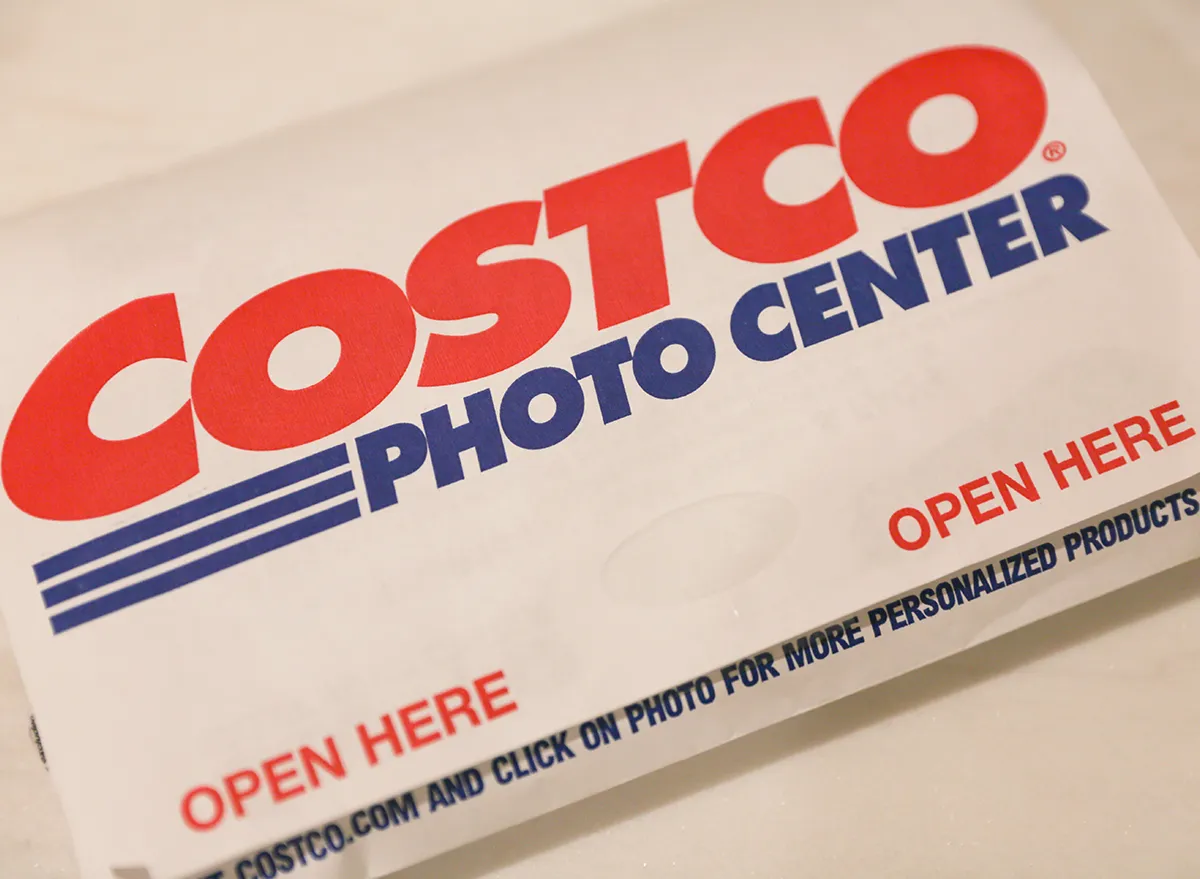 COSTCO®
PHOTO CENTER
OPEN HERE
OPEN HERE
COSTCO.COM AND CLICK ON PHOTO FOR MORE PERSONALIZED PRODUCTS